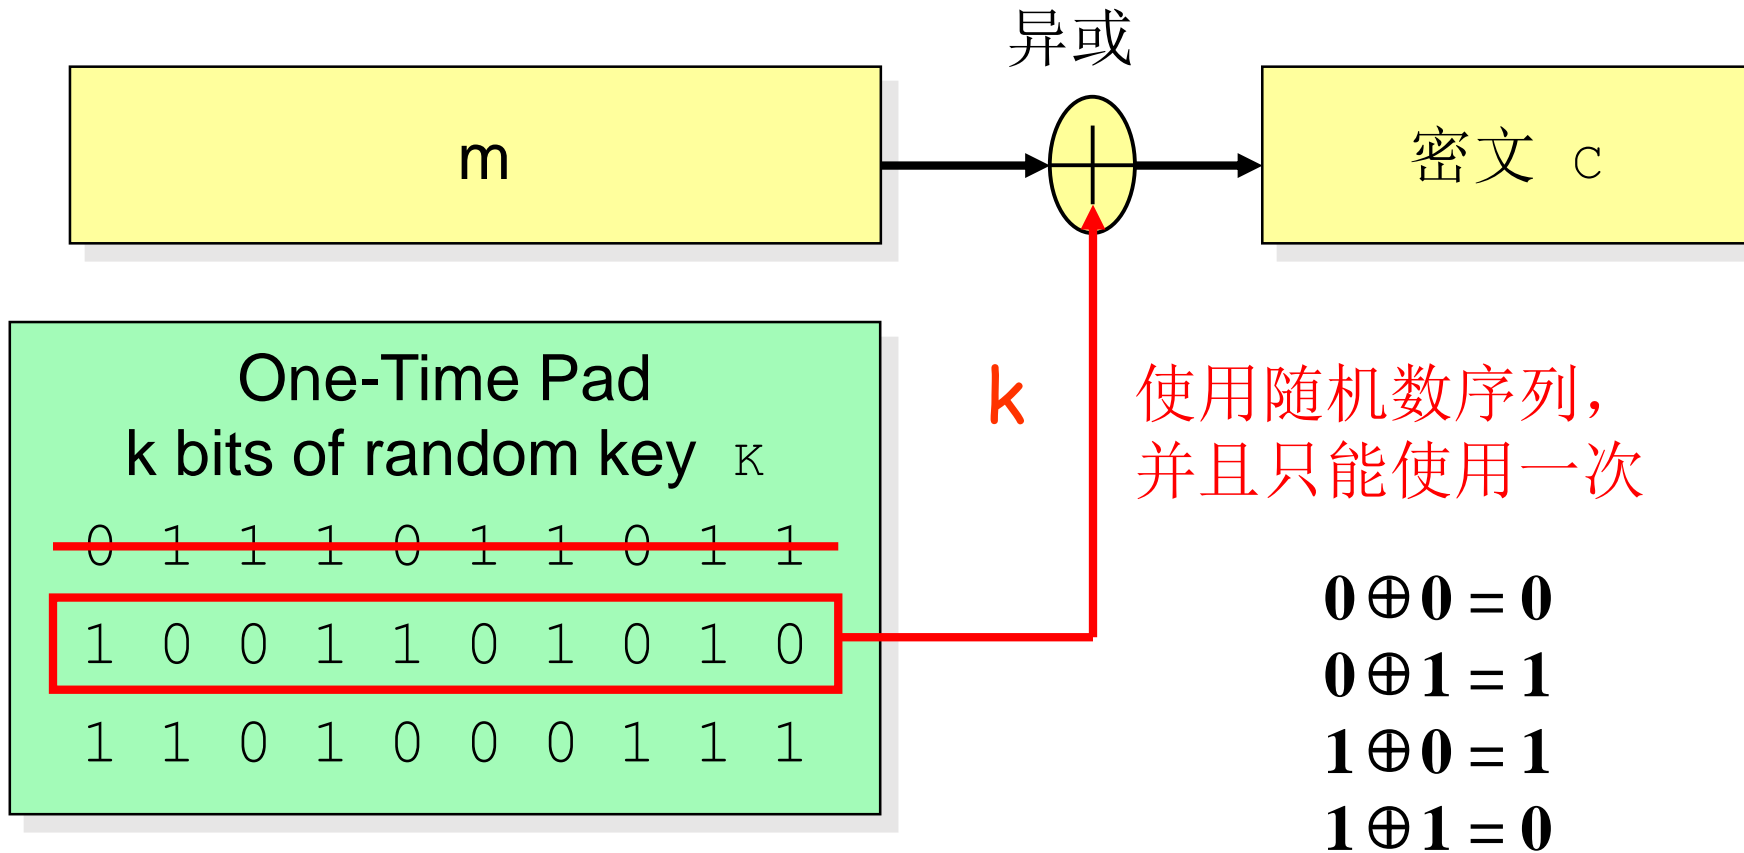 异或
m
密文 C
One-Time Pad
k bits of random key K
0 1 1 1 0 1 1 0 1 1
1 0 0 1 1 0 1 0 1 0
1 1 0 1 0 0 0 1 1 1
k
使用随机数序列，
并且只能使用一次
0⊕0=0
0⊕1=1
1⊕0=1
1⊕1=0